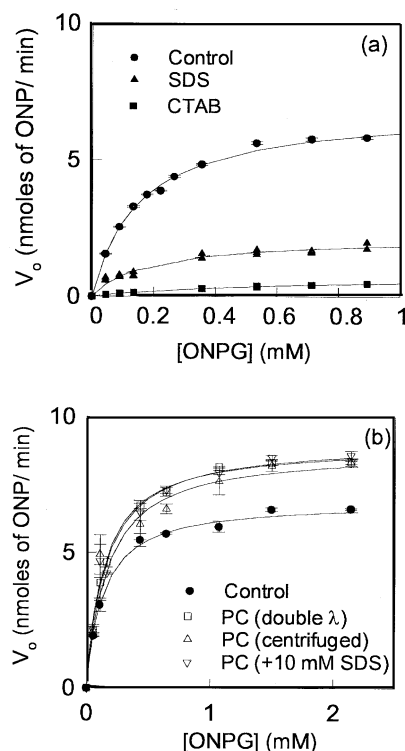 (a)
10
5
0
Control
SDS
CTAB
V₀ (nmoles of ONP/ min)
0 0.2 0.4 0.6 0.8 1
[ONPG] (mM)
(b)
10
5
0
Control
PC (double λ)
PC (centrifuged)
PC (+10 mM SDS)
V₀ (nmoles of ONP/ min)
0 1 2
[ONPG] (mM)